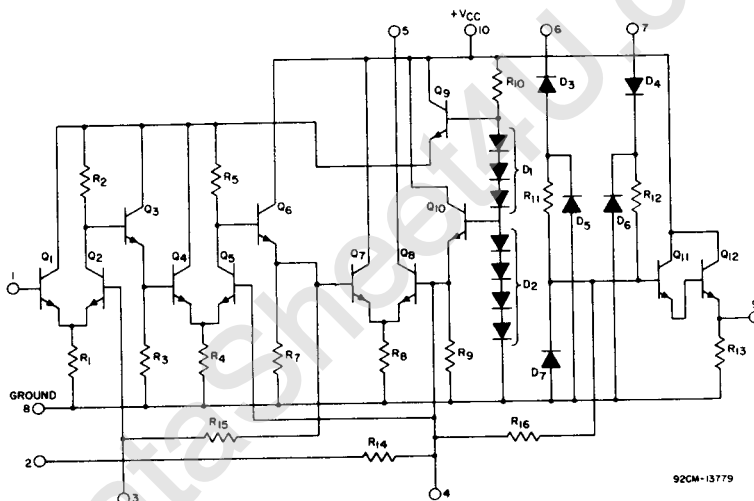 +VCC
5
10
6
7
R10
D3
D4
Q9
R2
R5
D1
Q3
Q6
Q10
R11
D5
D6
R12
Q1
Q2
Q4
Q5
Q7
Q8
Q11
Q12
1
D2
9
R1
R3
R4
R7
R8
R9
D7
R13
GROUND
8
R15
R16
2
R14
3
4
92CM-13779
DataSheet4U.c